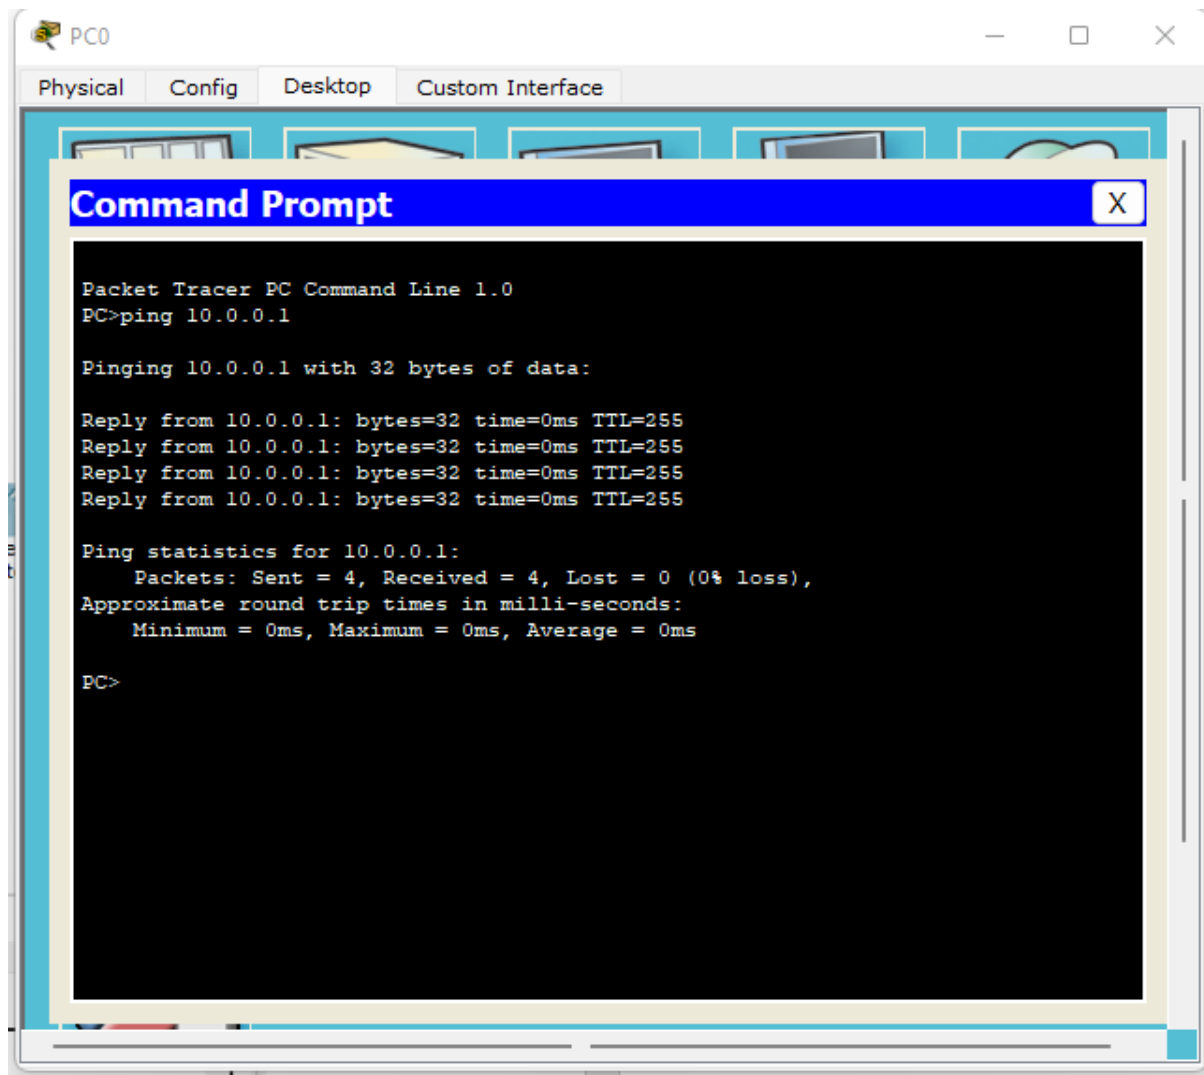 PC0
Physical Config Desktop Custom Interface
Command Prompt X
Packet Tracer PC Command Line 1.0
PC>ping 10.0.0.1
Pinging 10.0.0.1 with 32 bytes of data:
Reply from 10.0.0.1: bytes=32 time=0ms TTL=255
Reply from 10.0.0.1: bytes=32 time=0ms TTL=255
Reply from 10.0.0.1: bytes=32 time=0ms TTL=255
Reply from 10.0.0.1: bytes=32 time=0ms TTL=255
Ping statistics for 10.0.0.1:
Packets: Sent = 4, Received = 4, Lost = 0 (0% loss),
Approximate round trip times in milli-seconds:
Minimum = 0ms, Maximum = 0ms, Average = 0ms
PC>